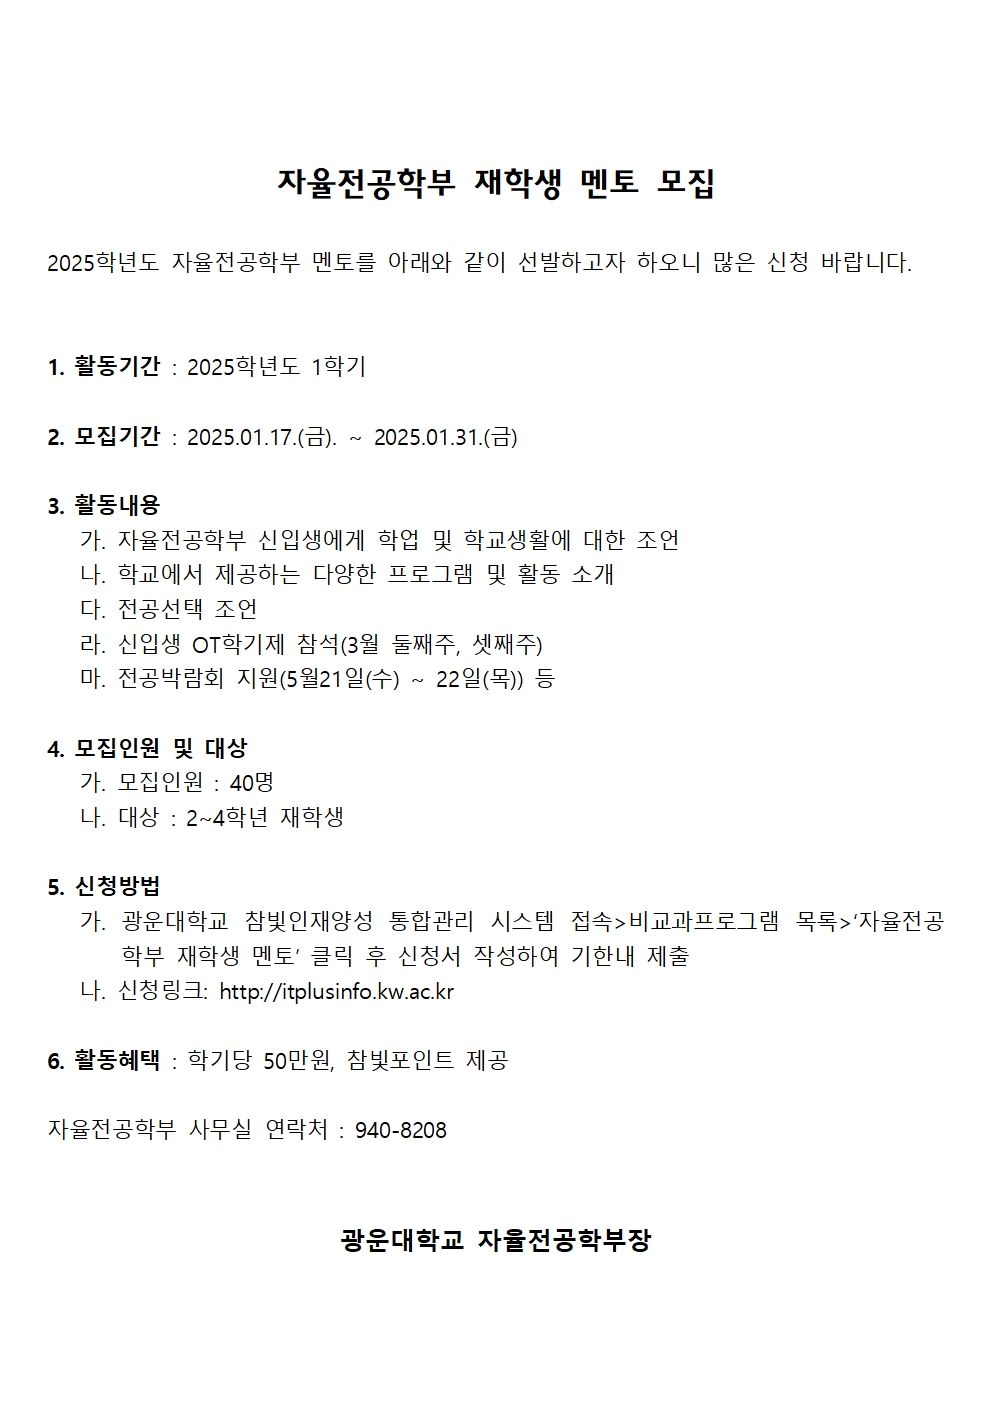 자율전공학부 재학생 멘토 모집
2025학년도 자율전공학부 멘토를 아래와 같이 선발하고자 하오니 많은 신청 바랍니다.
1. 활동기간 : 2025학년도 1학기
2. 모집기간 : 2025.01.17.(금). ~ 2025.01.31.(금)
3. 활동내용
가. 자율전공학부 신입생에게 학업 및 학교생활에 대한 조언
나. 학교에서 제공하는 다양한 프로그램 및 활동 소개
다. 전공선택 조언
라. 신입생 OT학기제 참석(3월 둘째주, 셋째주)
마. 전공박람회 지원(5월21일(수) ~ 22일(목)) 등
4. 모집인원 및 대상
가. 모집인원 : 40명
나. 대상 : 2~4학년 재학생
5. 신청방법
가. 광운대학교 참빛인재양성 통합관리 시스템 접속>비교과프로그램 목록>‘자율전공
학부 재학생 멘토’ 클릭 후 신청서 작성하여 기한내 제출
나. 신청링크: http://itplusinfo.kw.ac.kr
6. 활동혜택 : 학기당 50만원, 참빛포인트 제공
자율전공학부 사무실 연락처 : 940-8208
광운대학교 자율전공학부장